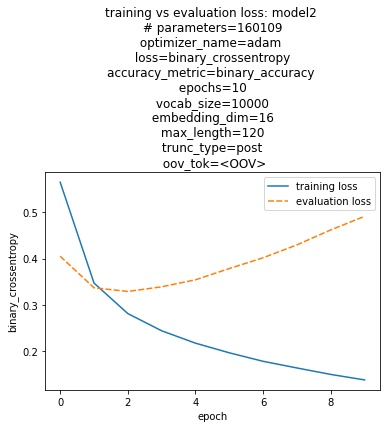 training vs evaluation loss: model2
# parameters=160109
optimizer_name=adam
loss=binary_crossentropy
accuracy_metric=binary_accuracy
epochs=10
vocab_size=10000
embedding_dim=16
max_length=120
trunc_type=post
oov_tok=<OOV>
training loss
evaluation loss
0.5
0.4
0.3
0.2
binary_crossentropy
0 2 4 6 8
epoch